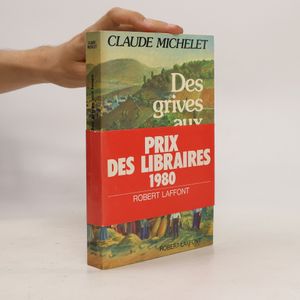 CLAUDE MICHELET
Des
grives
aux
PRIX
DES LIBRAIRES
1980
ROBERT LAFFONT
ROBERT LAFFONT